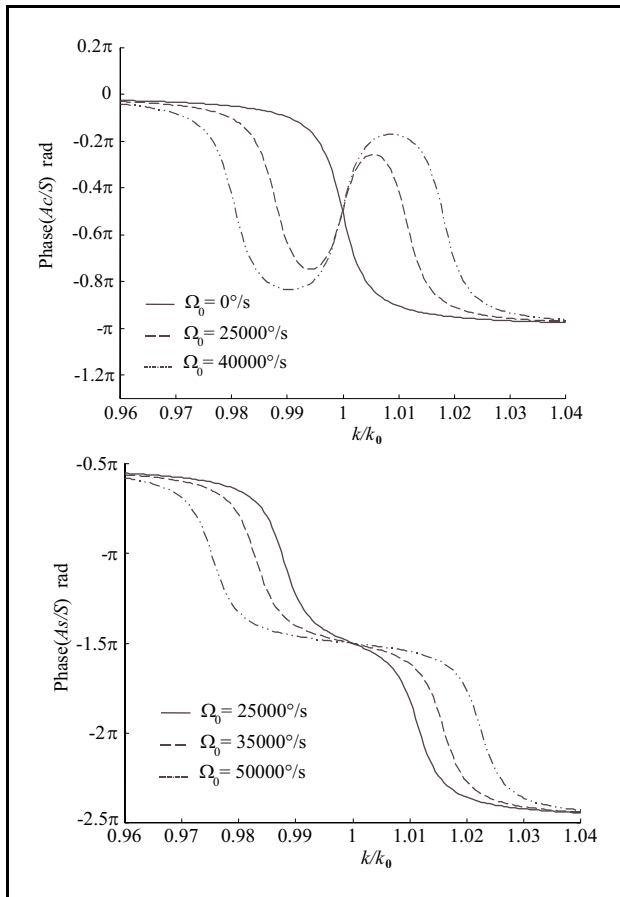 0.2π
0
-0.2π
-0.4π
-0.6π
-0.8π
-π
-1.2π
Phase(Ac/S) rad
Ω₀= 0°/s
Ω₀= 25000°/s
Ω₀= 40000°/s
0.96 0.97 0.98 0.99 1 1.01 1.02 1.03 1.04
k/k₀
-0.5π
-π
-1.5π
-2π
-2.5π
Phase(As/S) rad
Ω₀= 25000°/s
Ω₀= 35000°/s
Ω₀= 50000°/s
0.96 0.97 0.98 0.99 1 1.01 1.02 1.03 1.04
k/k₀